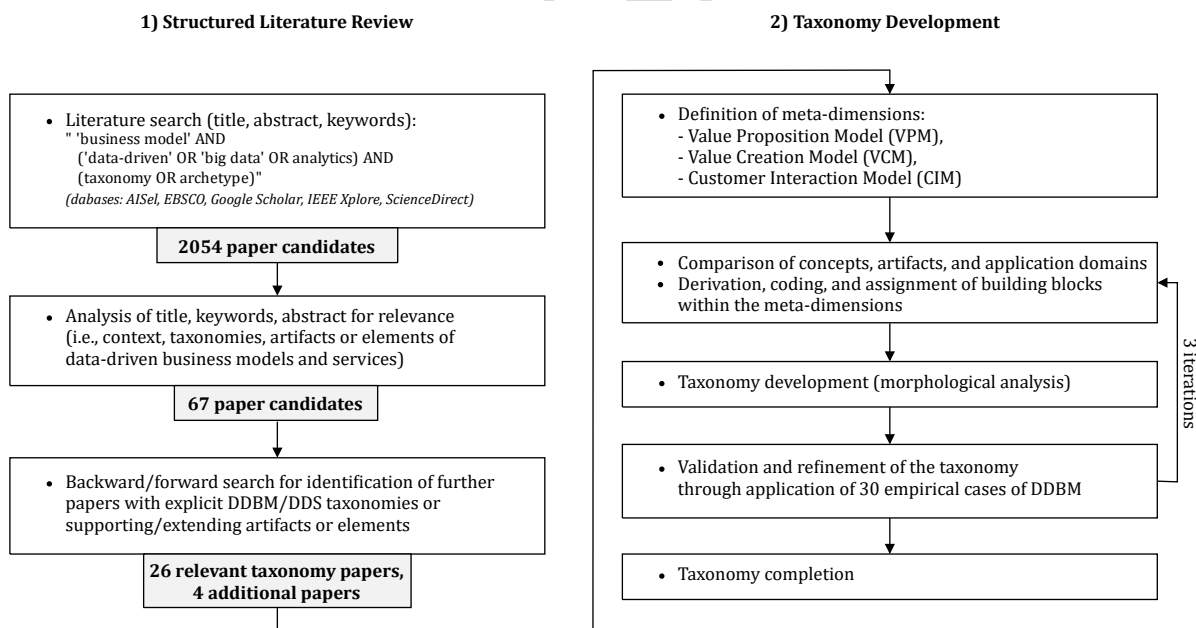 1) Structured Literature Review
• Literature search (title, abstract, keywords):
" 'business model' AND
('data-driven' OR 'big data' OR analytics) AND
(taxonomy OR archetype)"
(dabases: AISel, EBSCO, Google Scholar, IEEE Xplore, ScienceDirect)
2054 paper candidates
• Analysis of title, keywords, abstract for relevance
(i.e., context, taxonomies, artifacts or elements of
data-driven business models and services)
67 paper candidates
• Backward/forward search for identification of further
papers with explicit DDBM/DDS taxonomies or
supporting/extending artifacts or elements
26 relevant taxonomy papers,
4 additional papers
2) Taxonomy Development
• Definition of meta-dimensions:
- Value Proposition Model (VPM),
- Value Creation Model (VCM),
- Customer Interaction Model (CIM)
• Comparison of concepts, artifacts, and application domains
• Derivation, coding, and assignment of building blocks
within the meta-dimensions
• Taxonomy development (morphological analysis)
• Validation and refinement of the taxonomy
through application of 30 empirical cases of DDBM
3 iterations
• Taxonomy completion